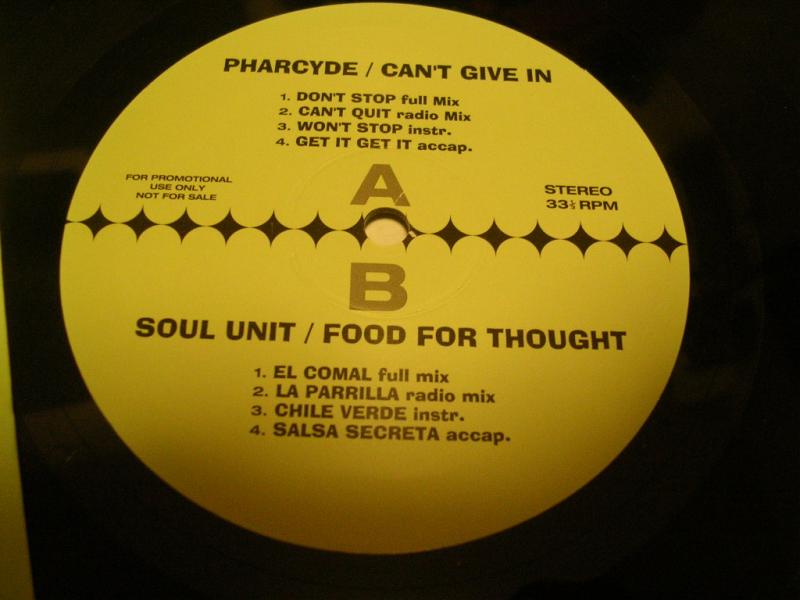 PHARCYDE / CAN'T GIVE IN
1. DON'T STOP full Mix
2. CAN'T QUIT radio Mix
3. WON'T STOP instr.
4. GET IT GET IT accap.
FOR PROMOTIONAL
USE ONLY
NOT FOR SALE
A
STEREO
33⅓ RPM
B
SOUL UNIT / FOOD FOR THOUGHT
1. EL COMAL full mix
2. LA PARRILLA radio mix
3. CHILE VERDE instr.
4. SALSA SECRETA accap.